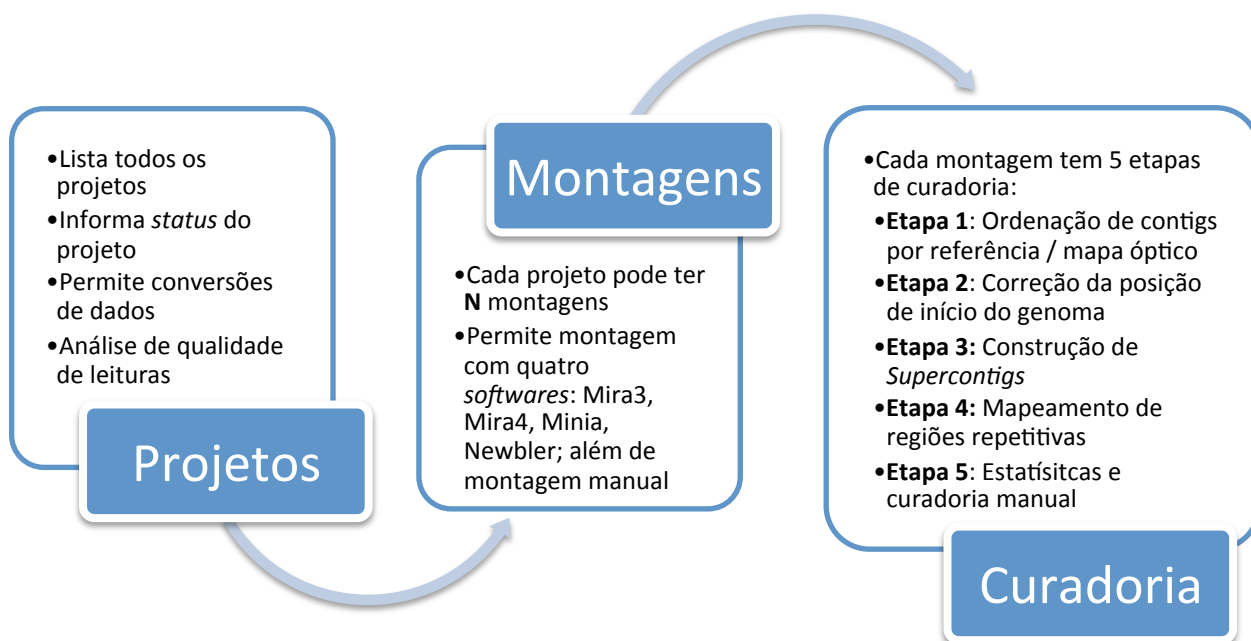 •Lista todos os
projetos
•Informa status do
projeto
•Permite conversões
de dados
•Análise de qualidade
de leituras
Projetos
Montagens
•Cada projeto pode ter
N montagens
•Permite montagem
com quatro
softwares: Mira3,
Mira4, Minia,
Newbler; além de
montagem manual
•Cada montagem tem 5 etapas
de curadoria:
•Etapa 1: Ordenação de contigs
por referência / mapa óptico
•Etapa 2: Correção da posição
de início do genoma
•Etapa 3: Construção de
Supercontigs
•Etapa 4: Mapeamento de
regiões repetitivas
•Etapa 5: Estatísitcas e
curadoria manual
Curadoria